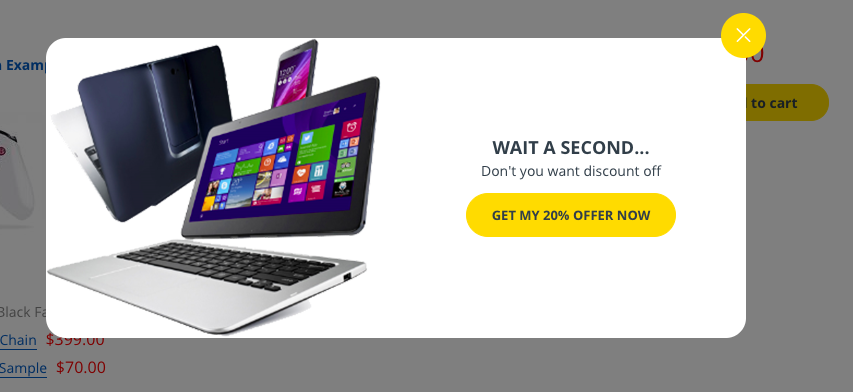 Examp
0
to cart
WAIT A SECOND...
Don't you want discount off
GET MY 20% OFFER NOW
Start
Black Fa
Chain $399.00
Sample $70.00